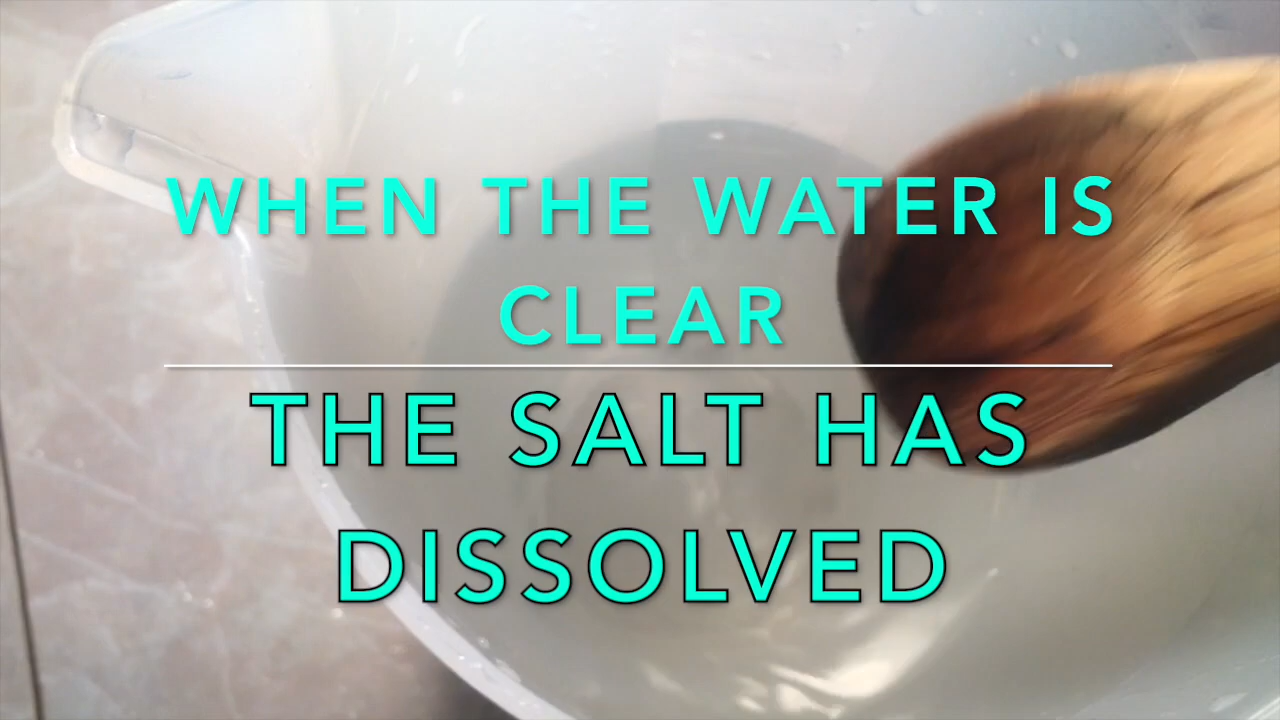 WHEN THE WATER IS
CLEAR
THE SALT HAS
DISSOLVED